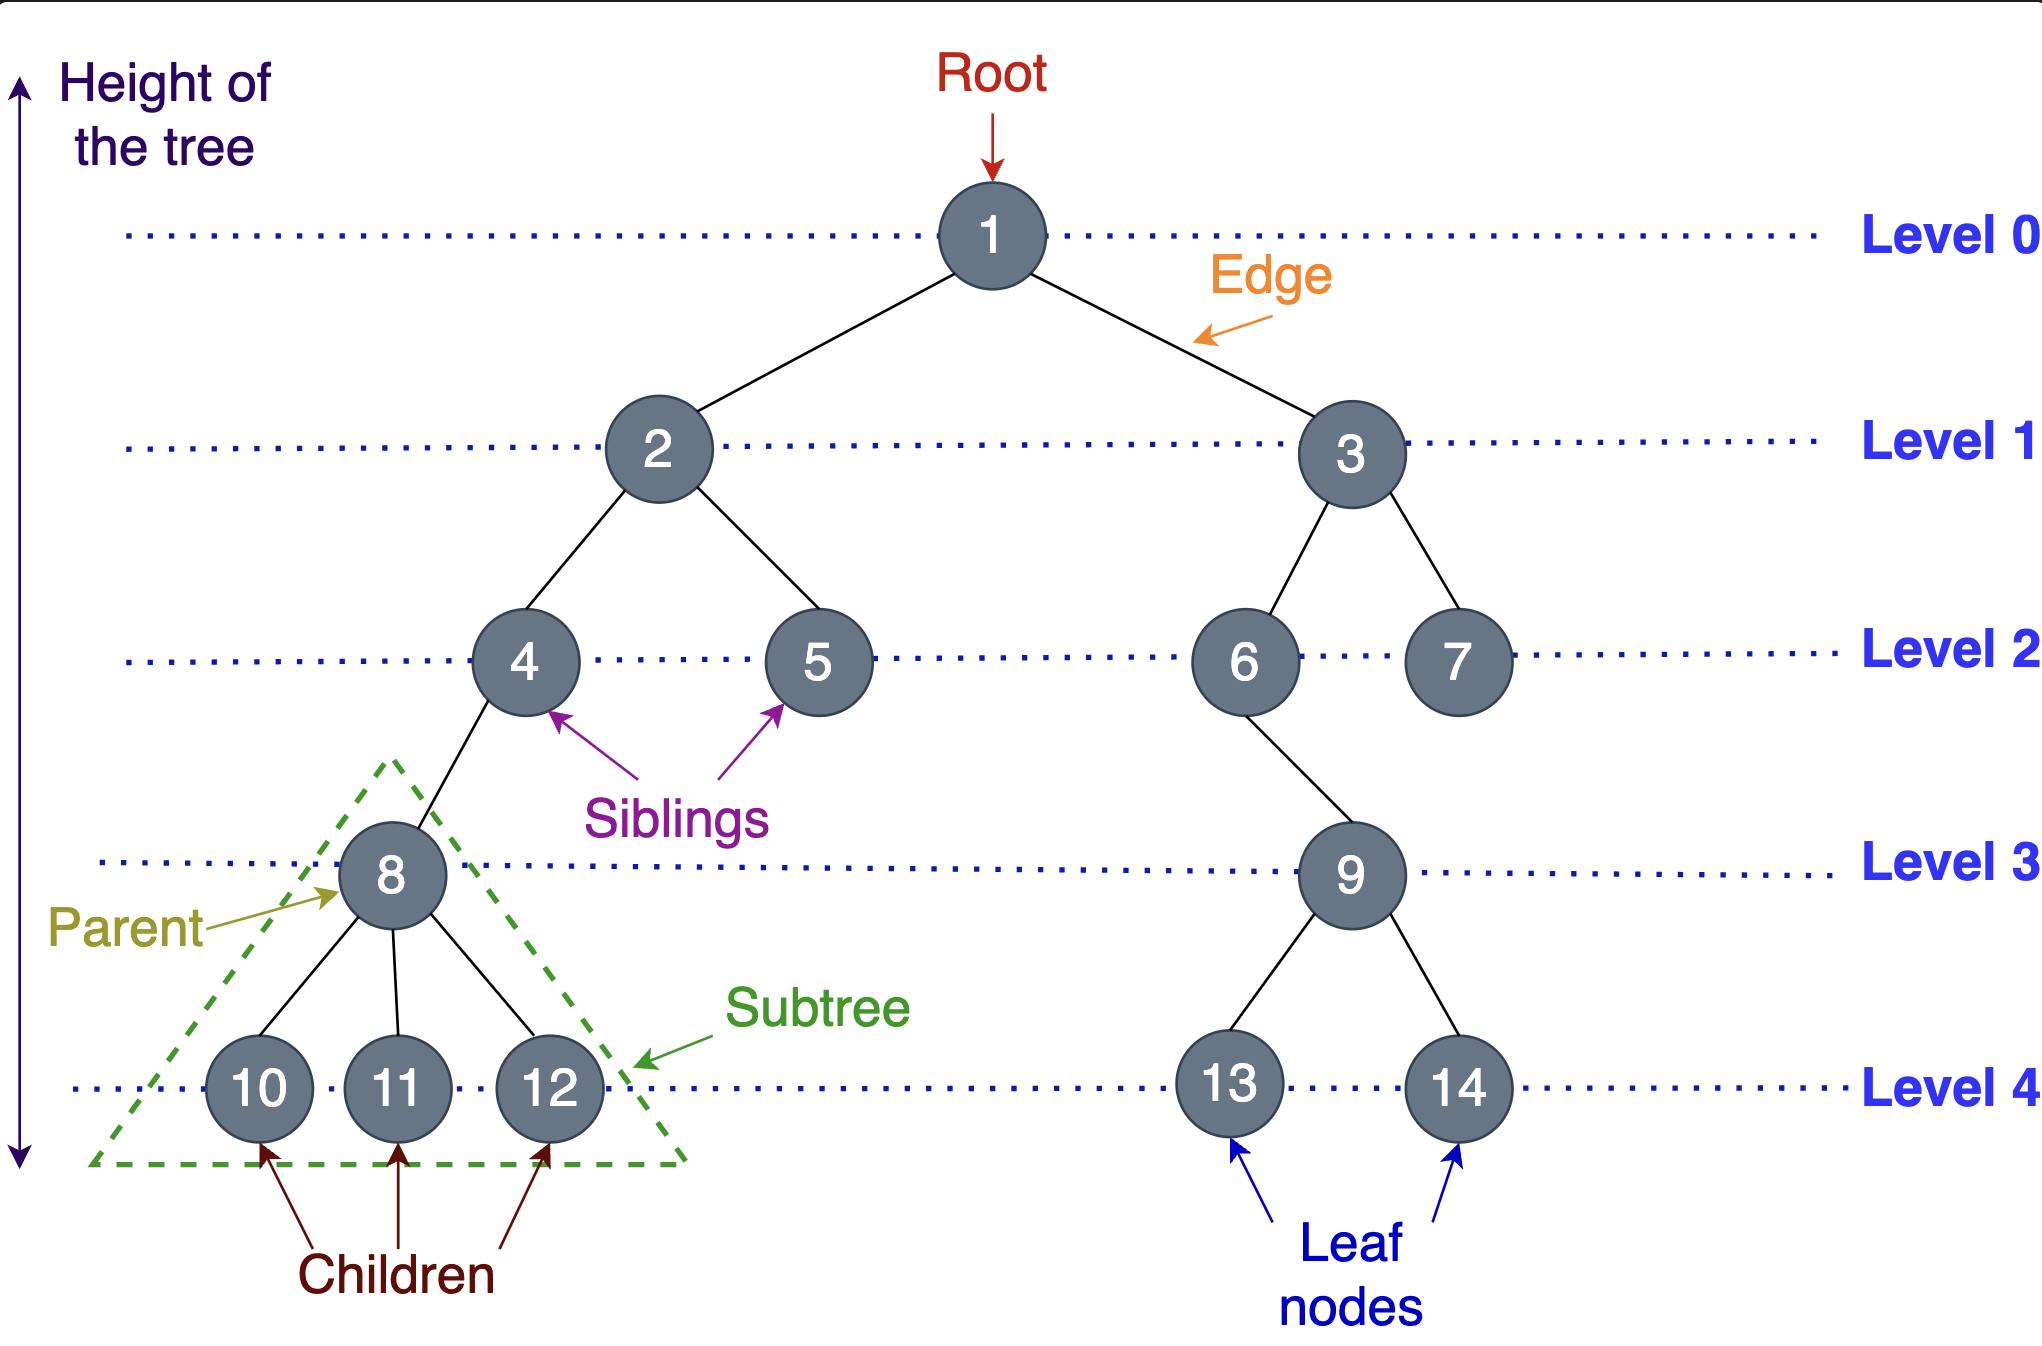 Height of
the tree
Root
1
Level 0
Edge
2
3
Level 1
4
5
6
7
Level 2
Siblings
8
9
Level 3
Parent
Subtree
10
11
12
13
14
Level 4
Children
Leaf
nodes